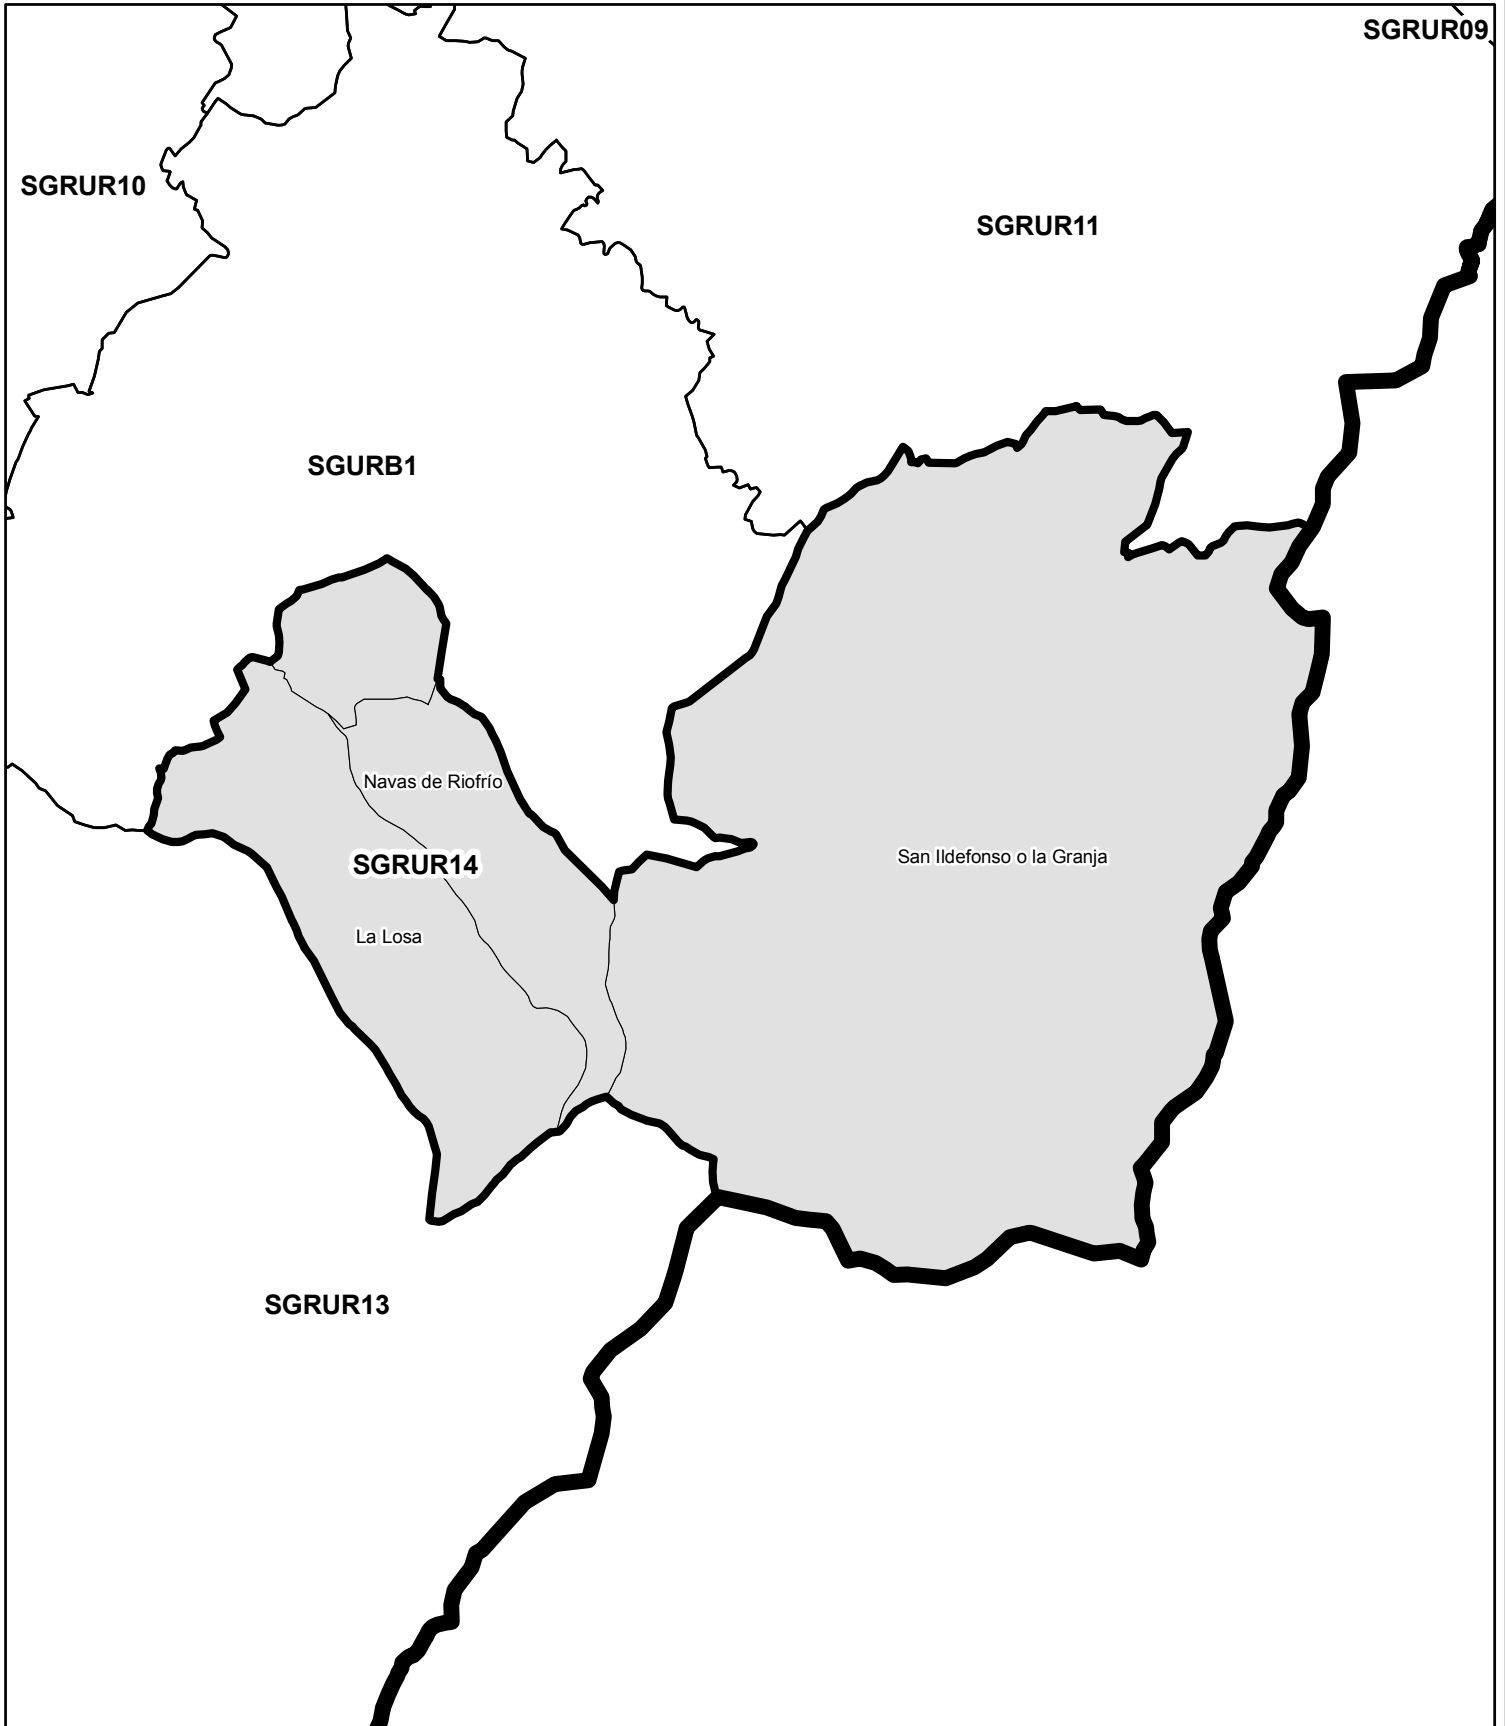 SGRUR09
SGRUR10
SGRUR11
SGURB1
Navas de Riofrío
SGRUR14
San Ildefonso o la Granja
La Losa
SGRUR13